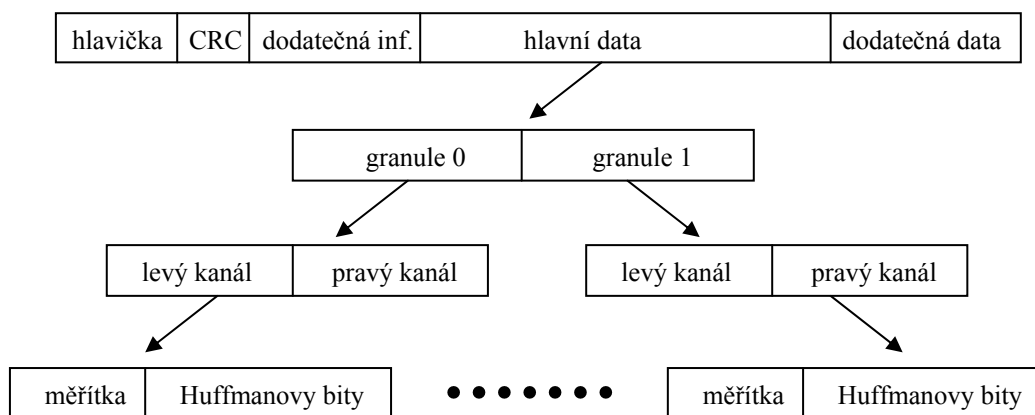 hlavička CRC dodatečná inf. hlavní data dodatečná data
granule 0 granule 1
levý kanál pravý kanál levý kanál pravý kanál
měřítka Huffmanovy bity měřítka Huffmanovy bity